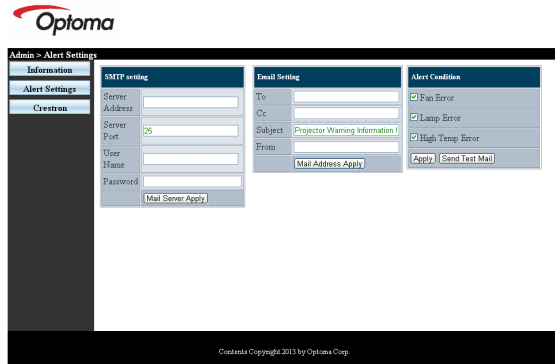 Optoma
Admin > Alert Settings
Information
Alert Settings
Crestron
SMTP setting
Server Address
Server Port
25
User Name
Password
Mail Server Apply
Email Setting
To
Cc
Subject
Projector Warning Information
From
Mail Address Apply
Alert Condition
Fan Error
Lamp Error
High Temp Error
Apply
Send Test Mail
Contents Copyright 2013 by Optoma Corp.